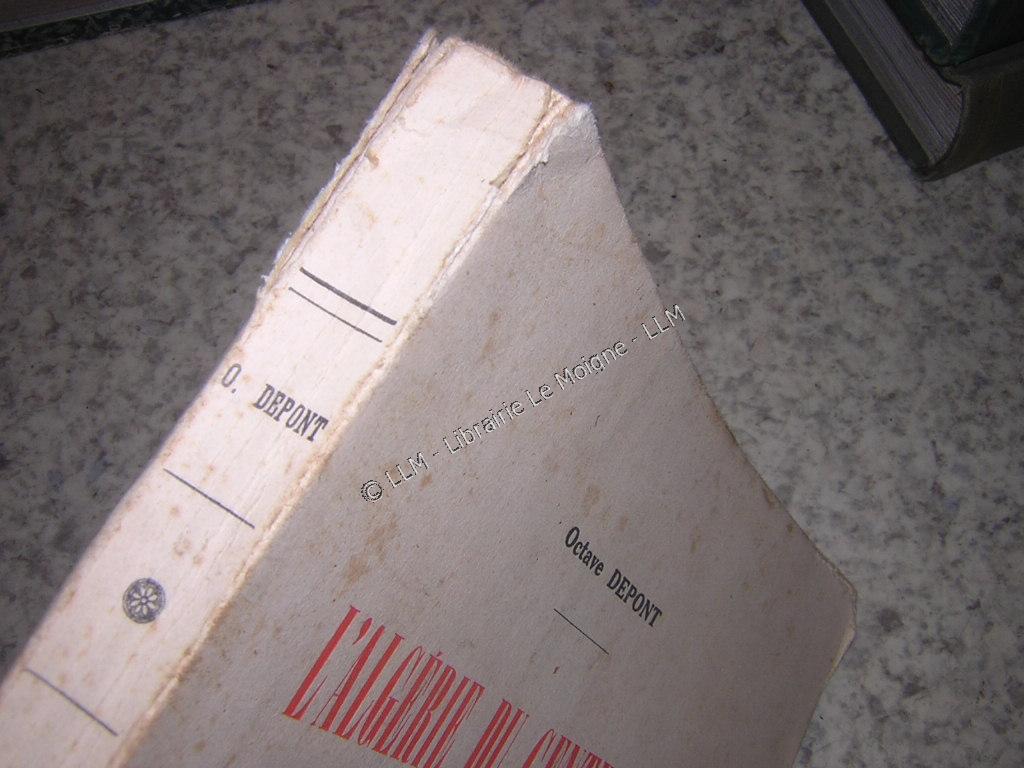 O. DEPONT
Octave DEPONT
L'ALGÉRIE DU
© LLM - Librairie Le Moigne - LLM